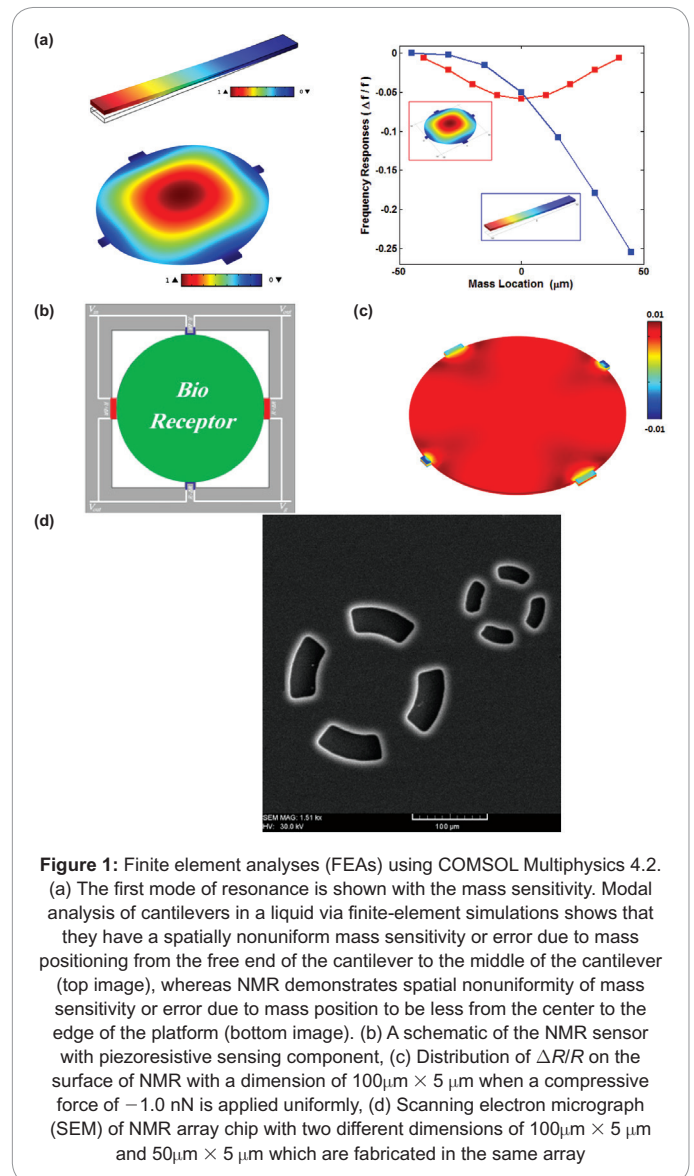 (a)
1 ▲ 0 ▼
1 ▲ 0 ▼
Frequency Responses ( Δ f / f )
0
-0.05
-0.1
-0.15
-0.2
-0.25
-50 0 50
Mass Location (μm)
(b)
V_in V_out
Bio
Receptor
V_out
(c)
0.01
-0.01
(d)
SEM MAG: 1.51 kx
HV: 30.0 kV
100 μm
Figure 1: Finite element analyses (FEAs) using COMSOL Multiphysics 4.2.
(a) The first mode of resonance is shown with the mass sensitivity. Modal
analysis of cantilevers in a liquid via finite-element simulations shows that
they have a spatially nonuniform mass sensitivity or error due to mass
positioning from the free end of the cantilever to the middle of the cantilever
(top image), whereas NMR demonstrates spatial nonuniformity of mass
sensitivity or error due to mass position to be less from the center to the
edge of the platform (bottom image). (b) A schematic of the NMR sensor
with piezoresistive sensing component, (c) Distribution of ΔR/R on the
surface of NMR with a dimension of 100μm × 5 μm when a compressive
force of −1.0 nN is applied uniformly, (d) Scanning electron micrograph
(SEM) of NMR array chip with two different dimensions of 100μm × 5 μm
and 50μm × 5 μm which are fabricated in the same array